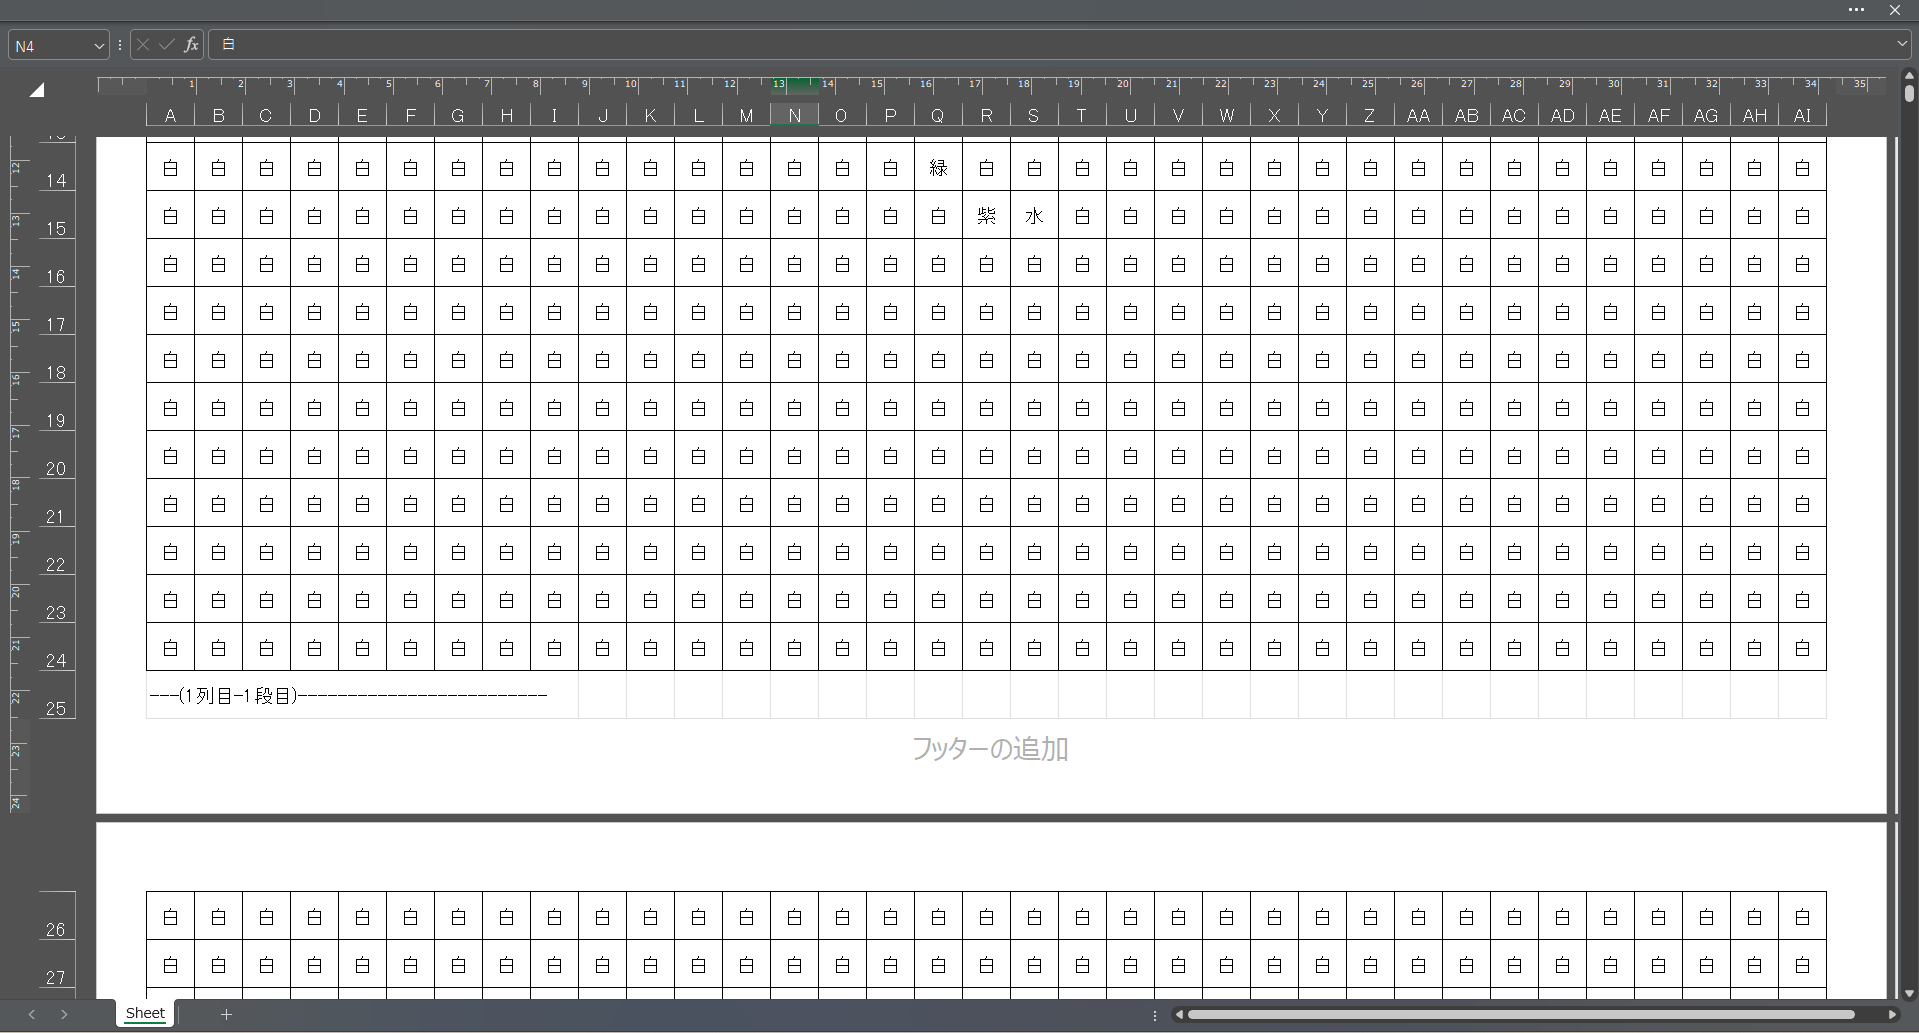 N4 fx 白
1 2 3 4 5 6 7 8 9 10 11 12 13 14 15 16 17 18 19 20 21 22 23 24 25 26 27 28 29 30 31 32 33 34 35
A B C D E F G H I J K L M N O P Q R S T U V W X Y Z AA AB AC AD AE AF AG AH AI
12 14 白 白 白 白 白 白 白 白 白 白 白 白 白 白 白 白 緑 白 白 白 白 白 白 白 白 白 白 白 白 白 白 白 白 白 白
13 15 白 白 白 白 白 白 白 白 白 白 白 白 白 白 白 白 白 紫 水 白 白 白 白 白 白 白 白 白 白 白 白 白 白 白 白
14 16 白 白 白 白 白 白 白 白 白 白 白 白 白 白 白 白 白 白 白 白 白 白 白 白 白 白 白 白 白 白 白 白 白 白 白
15 17 白 白 白 白 白 白 白 白 白 白 白 白 白 白 白 白 白 白 白 白 白 白 白 白 白 白 白 白 白 白 白 白 白 白 白
16 18 白 白 白 白 白 白 白 白 白 白 白 白 白 白 白 白 白 白 白 白 白 白 白 白 白 白 白 白 白 白 白 白 白 白 白
17 19 白 白 白 白 白 白 白 白 白 白 白 白 白 白 白 白 白 白 白 白 白 白 白 白 白 白 白 白 白 白 白 白 白 白 白
18 20 白 白 白 白 白 白 白 白 白 白 白 白 白 白 白 白 白 白 白 白 白 白 白 白 白 白 白 白 白 白 白 白 白 白 白
19 21 白 白 白 白 白 白 白 白 白 白 白 白 白 白 白 白 白 白 白 白 白 白 白 白 白 白 白 白 白 白 白 白 白 白 白
20 22 白 白 白 白 白 白 白 白 白 白 白 白 白 白 白 白 白 白 白 白 白 白 白 白 白 白 白 白 白 白 白 白 白 白 白
21 23 白 白 白 白 白 白 白 白 白 白 白 白 白 白 白 白 白 白 白 白 白 白 白 白 白 白 白 白 白 白 白 白 白 白 白
22 24 白 白 白 白 白 白 白 白 白 白 白 白 白 白 白 白 白 白 白 白 白 白 白 白 白 白 白 白 白 白 白 白 白 白 白
23 25 ---(1列目-1段目)-------------------------
24 フッターの追加
26 白 白 白 白 白 白 白 白 白 白 白 白 白 白 白 白 白 白 白 白 白 白 白 白 白 白 白 白 白 白 白 白 白 白 白
27 白 白 白 白 白 白 白 白 白 白 白 白 白 白 白 白 白 白 白 白 白 白 白 白 白 白 白 白 白 白 白 白 白 白 白
Sheet